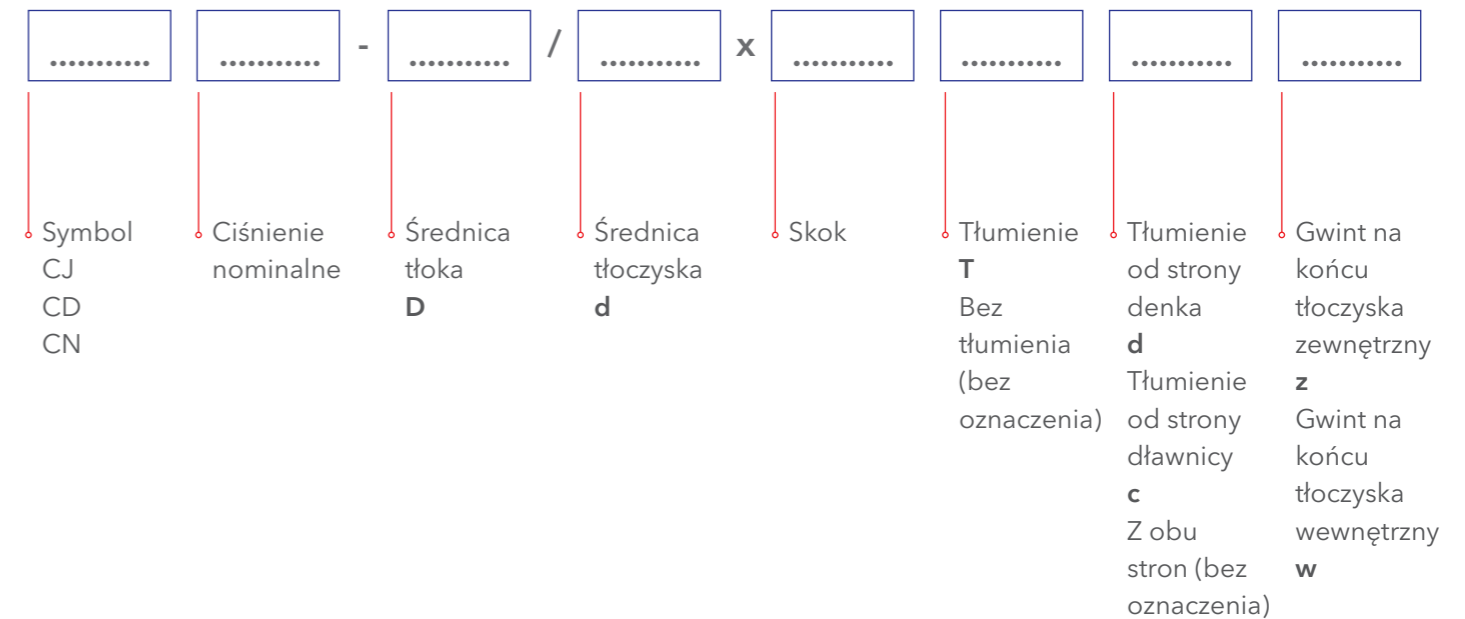 ........... ........... - ........... / ........... x ........... ........... ........... ...........
Symbol
CJ
CD
CN
Ciśnienie
nominalne
Średnica
tłoka
D
Średnica
tłoczyska
d
Skok
Tłumienie
T
Bez
tłumienia
(bez
oznaczenia)
Tłumienie
od strony
denka
d
Tłumienie
od strony
dławnicy
c
Z obu
stron (bez
oznaczenia)
Gwint na
końcu
tłoczyska
zewnętrzny
z
Gwint na
końcu
tłoczyska
wewnętrzny
w